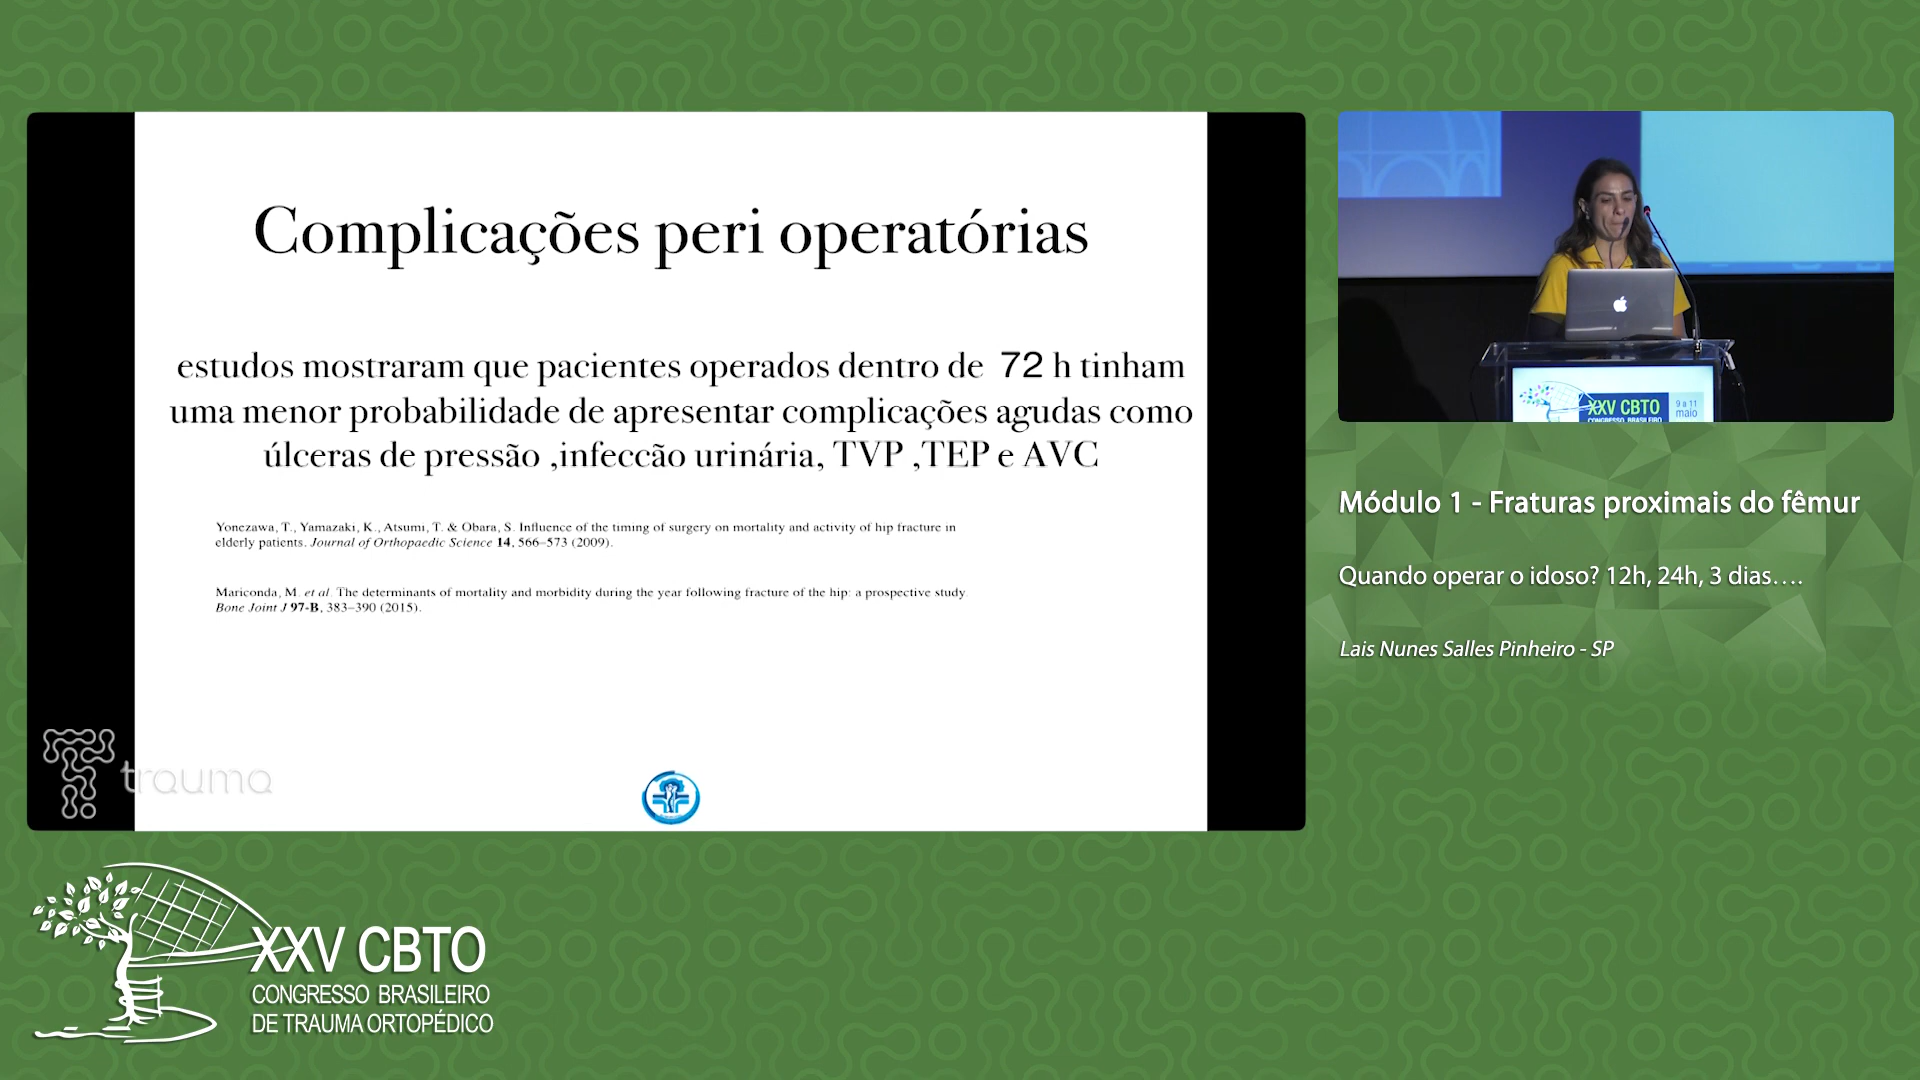 Complicações peri operatórias
estudos mostraram que pacientes operados dentro de 72 h tinham
uma menor probabilidade de apresentar complicações agudas como
úlceras de pressão ,infeccão urinária, TVP ,TEP e AVC
Yonezawa, T., Yamazaki, K., Atsumi, T. & Obara, S. Influence of the timing of surgery on mortality and activity of hip fracture in
elderly patients. Journal of Orthopaedic Science 14, 566–573 (2009).
Mariconda, M. et al. The determinants of mortality and morbidity during the year following fracture of the hip: a prospective study.
Bone Joint J 97-B, 383–390 (2015).
trauma
XXV CBTO
CONGRESSO BRASILEIRO
9 a 11
maio
Módulo 1 - Fraturas proximais do fêmur
Quando operar o idoso? 12h, 24h, 3 dias....
Lais Nunes Salles Pinheiro - SP
XXV CBTO
CONGRESSO BRASILEIRO
DE TRAUMA ORTOPÉDICO